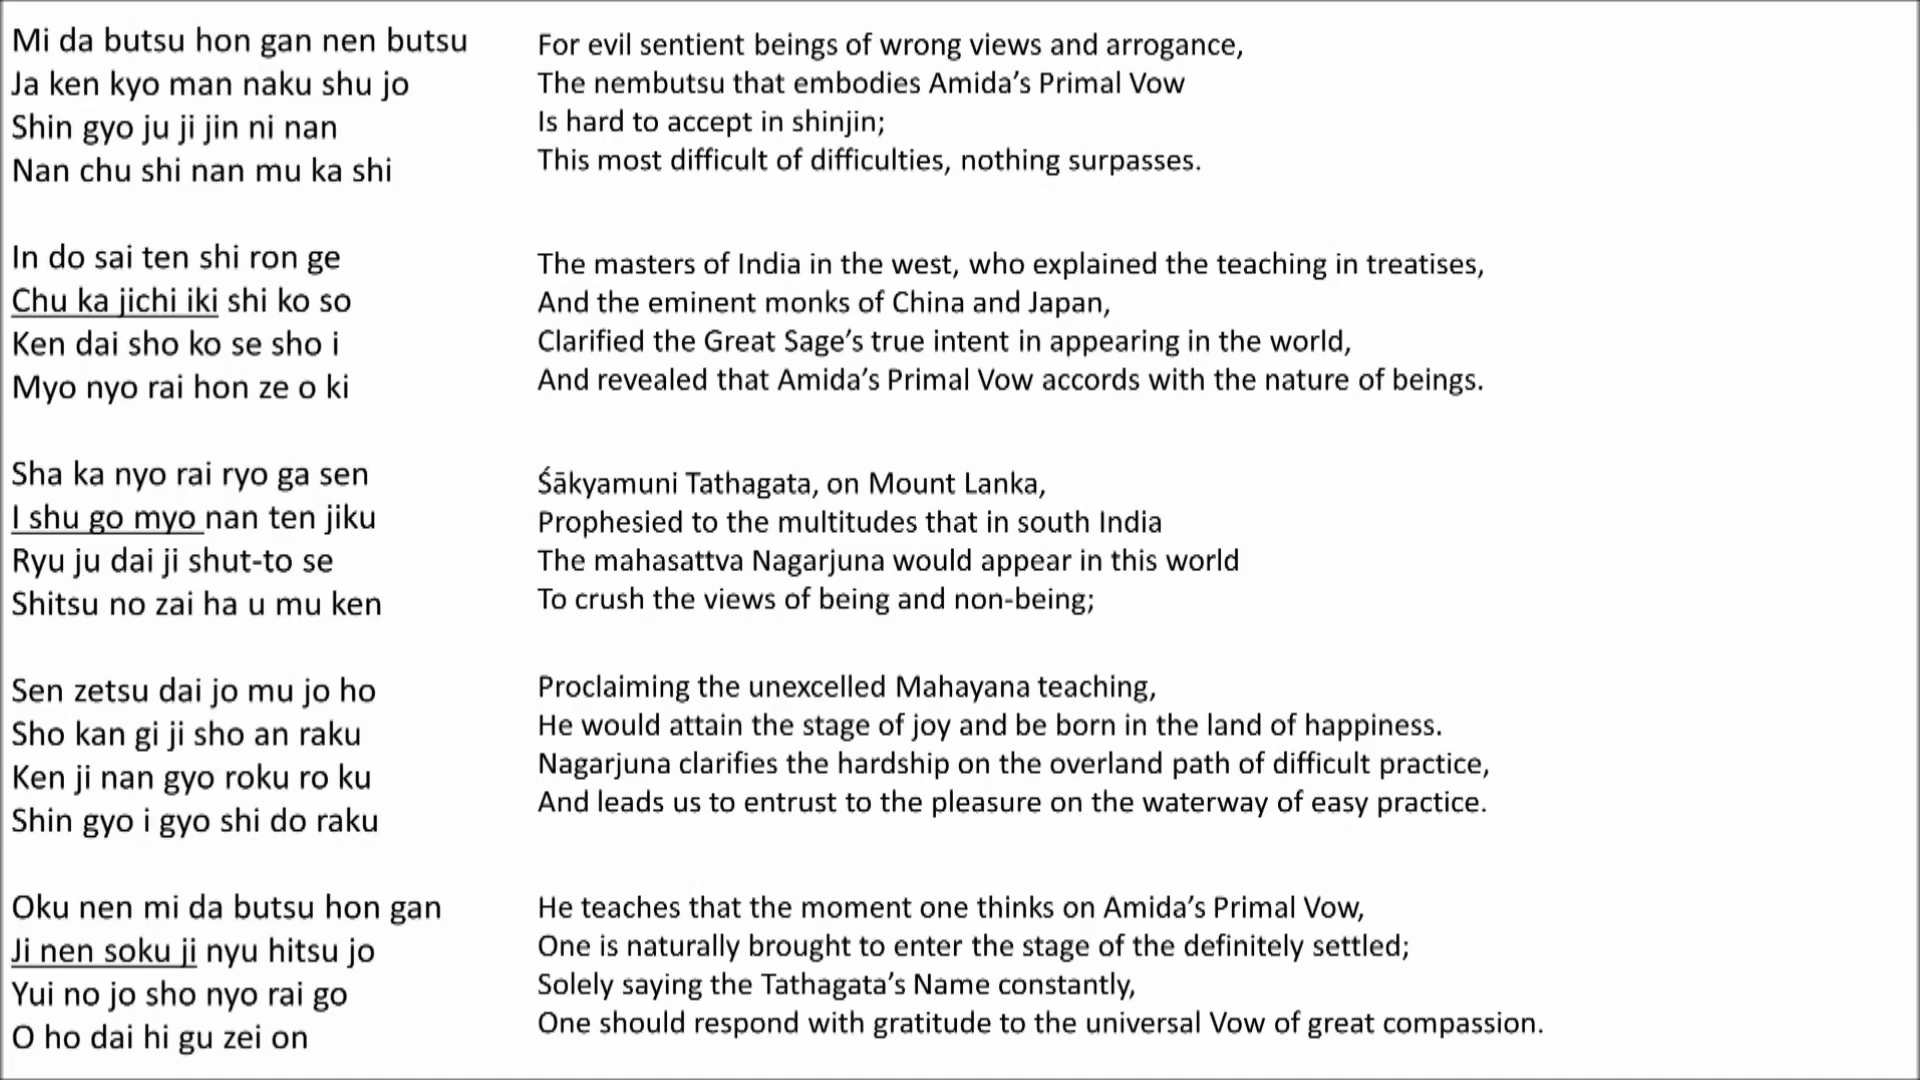 Mi da butsu hon gan nen butsu
Ja ken kyo man naku shu jo
Shin gyo ju ji jin ni nan
Nan chu shi nan mu ka shi
For evil sentient beings of wrong views and arrogance,
The nembutsu that embodies Amida’s Primal Vow
Is hard to accept in shinjin;
This most difficult of difficulties, nothing surpasses.
In do sai ten shi ron ge
Chu ka jichi iki shi ko so
Ken dai sho ko se sho i
Myo nyo rai hon ze o ki
The masters of India in the west, who explained the teaching in treatises,
And the eminent monks of China and Japan,
Clarified the Great Sage’s true intent in appearing in the world,
And revealed that Amida’s Primal Vow accords with the nature of beings.
Sha ka nyo rai ryo ga sen
I shu go myo nan ten jiku
Ryu ju dai ji shut-to se
Shitsu no zai ha u mu ken
Śākyamuni Tathagata, on Mount Lanka,
Prophesied to the multitudes that in south India
The mahasattva Nagarjuna would appear in this world
To crush the views of being and non-being;
Sen zetsu dai jo mu jo ho
Sho kan gi ji sho an raku
Ken ji nan gyo roku ro ku
Shin gyo i gyo shi do raku
Proclaiming the unexcelled Mahayana teaching,
He would attain the stage of joy and be born in the land of happiness.
Nagarjuna clarifies the hardship on the overland path of difficult practice,
And leads us to entrust to the pleasure on the waterway of easy practice.
Oku nen mi da butsu hon gan
Ji nen soku ji nyu hitsu jo
Yui no jo sho nyo rai go
O ho dai hi gu zei on
He teaches that the moment one thinks on Amida’s Primal Vow,
One is naturally brought to enter the stage of the definitely settled;
Solely saying the Tathagata’s Name constantly,
One should respond with gratitude to the universal Vow of great compassion.